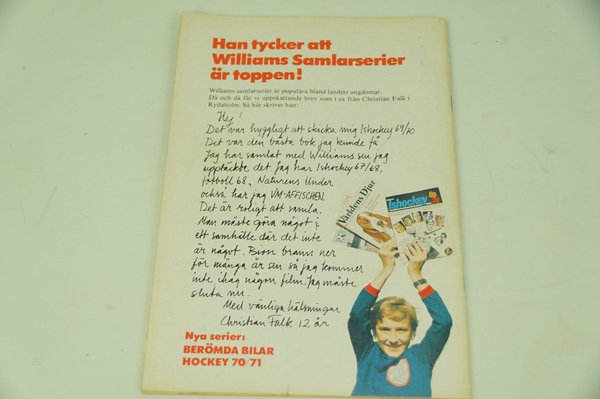 Han tycker att
Williams Samlarserier
är toppen!
Williams samlarserier är populära bland landets ungdomar.
Då och då får vi uppskattande brev som t ex från Christian Falk i
Rydaholm. Så här skriver han:
Hej!
Det var hyggligt att skicka mig Ishockey 69/70
Det var den bästa bok jag kunde få
Jag har samlat med Williams sen jag
upptäckte det. Jag har Ishockey 67/68,
fotboll 68, Naturens Under
också har jag VM-AFFISCHEN.
Det är roligt att samla.
Man måste göra något i
ett samhälle där det inte
är något. Bion brann ner
för många år sen så jag kommer
inte ihåg någon film. Jag måste
sluta nu.
Med vänliga hälsningar
Christian Falk 12 år
Världens Djur
Ishockey
Nya serier:
BERÖMDA BILAR
HOCKEY 70/71